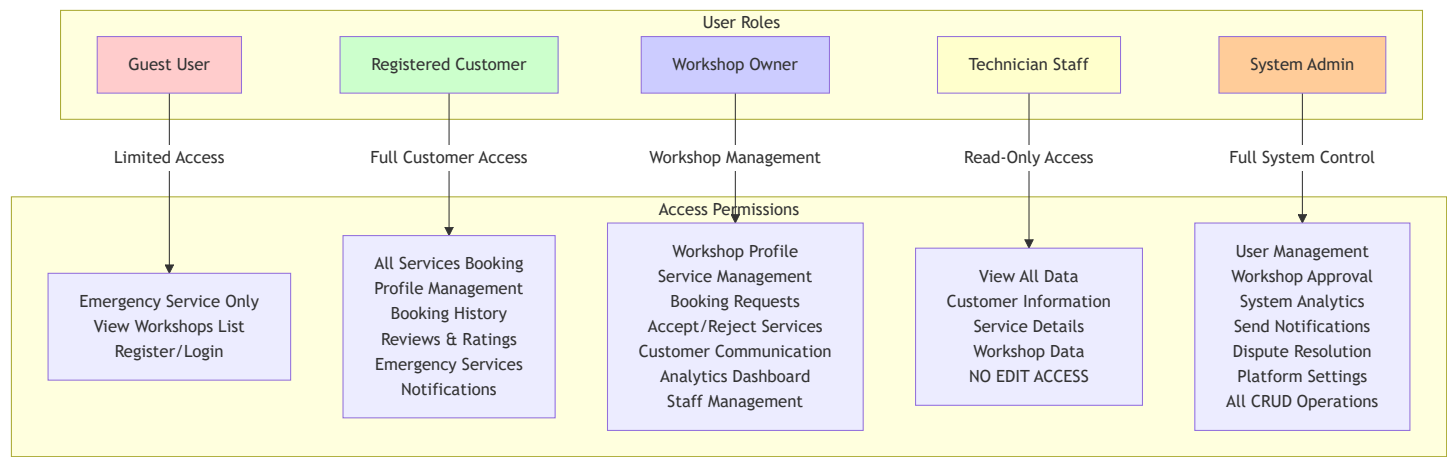 User Roles
Guest User
Registered Customer
Workshop Owner
Technician Staff
System Admin
Limited Access
Full Customer Access
Workshop Management
Read-Only Access
Full System Control
Access Permissions
Emergency Service Only
View Workshops List
Register/Login
All Services Booking
Profile Management
Booking History
Reviews & Ratings
Emergency Services
Notifications
Workshop Profile
Service Management
Booking Requests
Accept/Reject Services
Customer Communication
Analytics Dashboard
Staff Management
View All Data
Customer Information
Service Details
Workshop Data
NO EDIT ACCESS
User Management
Workshop Approval
System Analytics
Send Notifications
Dispute Resolution
Platform Settings
All CRUD Operations